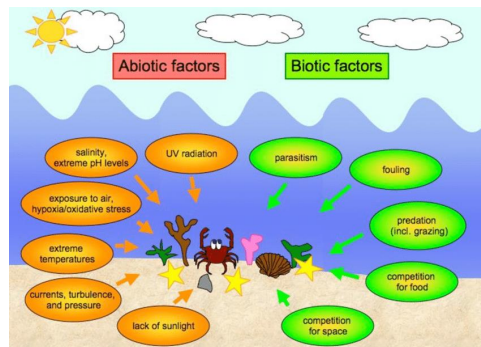 Abiotic factors
Biotic factors
salinity,
extreme pH levels
UV radiation
parasitism
fouling
exposure to air,
hypoxia/oxidative stress
predation
(incl. grazing)
extreme
temperatures
competition
for food
currents, turbulence,
and pressure
lack of sunlight
competition
for space